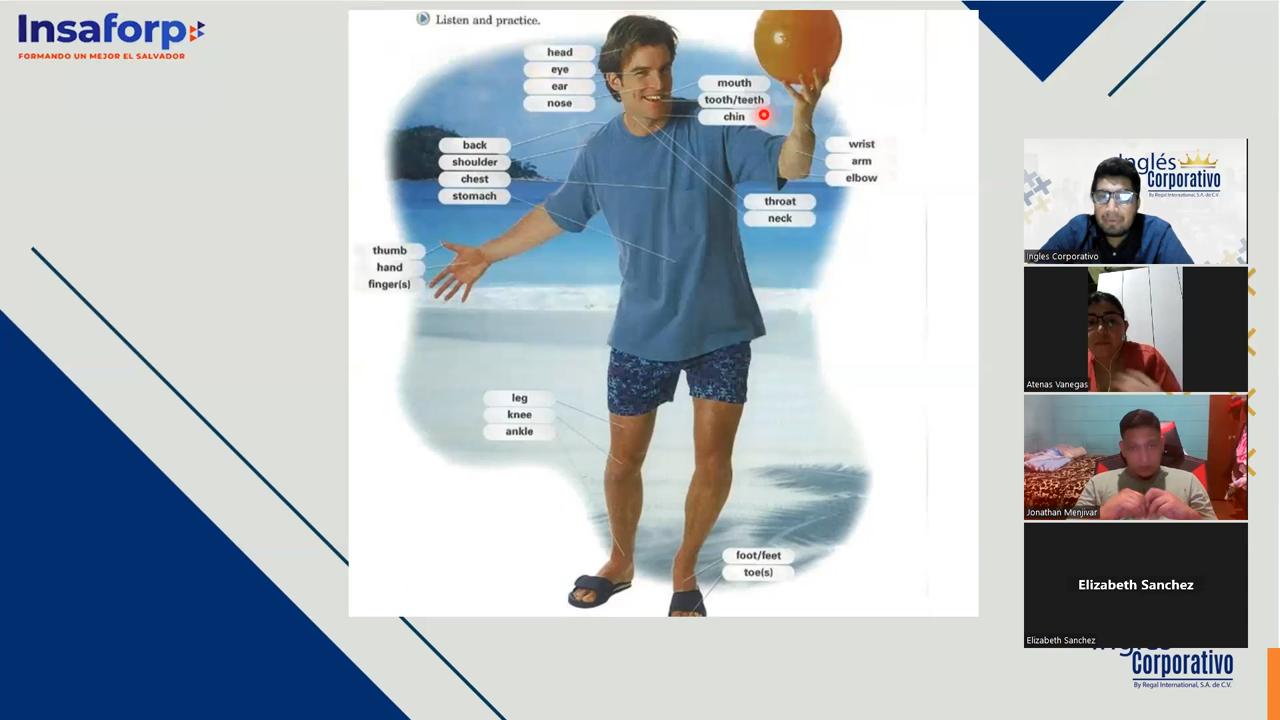 Insaforp
FORMANDO UN MEJOR EL SALVADOR
Listen and practice.
head
eye
ear
nose
mouth
tooth/teeth
chin
back
shoulder
chest
stomach
wrist
arm
elbow
throat
neck
thumb
hand
finger(s)
leg
knee
ankle
foot/feet
toe(s)
Inglés
Corporativo
By Regal International, S.A. de C.V.
Ingles Corporativo
Atenas Vanegas
Jonathan Menjivar
Elizabeth Sanchez
Elizabeth Sanchez
Inglés
Corporativo
By Regal International, S.A. de C.V.